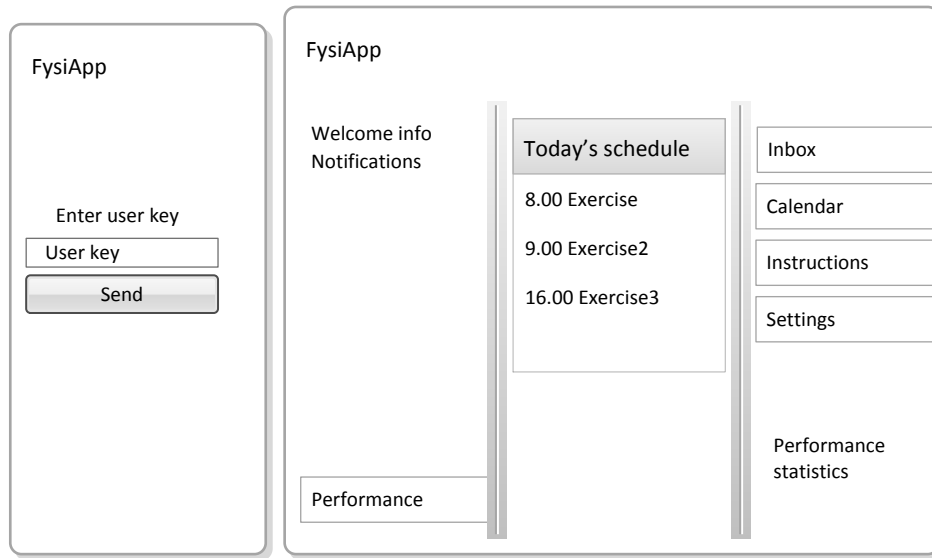 FysiApp
Enter user key
User key
Send
FysiApp
Welcome info
Notifications
Performance
Today's schedule
8.00 Exercise
9.00 Exercise2
16.00 Exercise3
Inbox
Calendar
Instructions
Settings
Performance
statistics